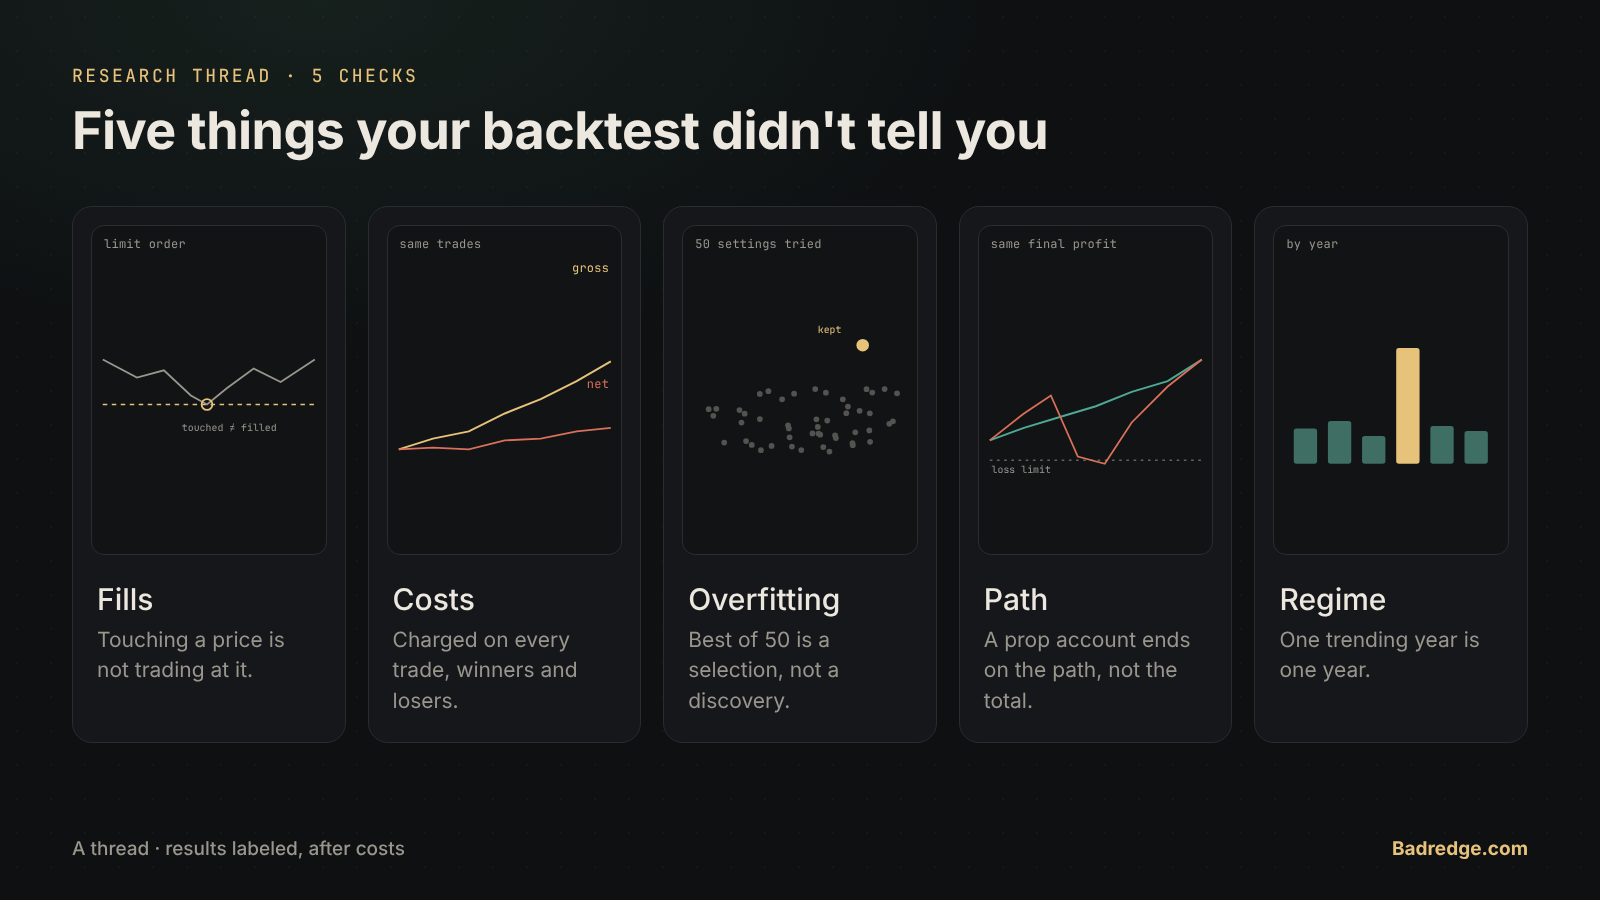 RESEARCH THREAD · 5 CHECKS
Five things your backtest didn't tell you
limit order
touched ≠ filled
Fills
Touching a price is
not trading at it.
same trades
gross
net
Costs
Charged on every
trade, winners and
losers.
50 settings tried
kept
Overfitting
Best of 50 is a
selection, not a
discovery.
same final profit
loss limit
Path
A prop account ends
on the path, not the
total.
by year
Regime
One trending year is
one year.
A thread · results labeled, after costs
Badredge.com